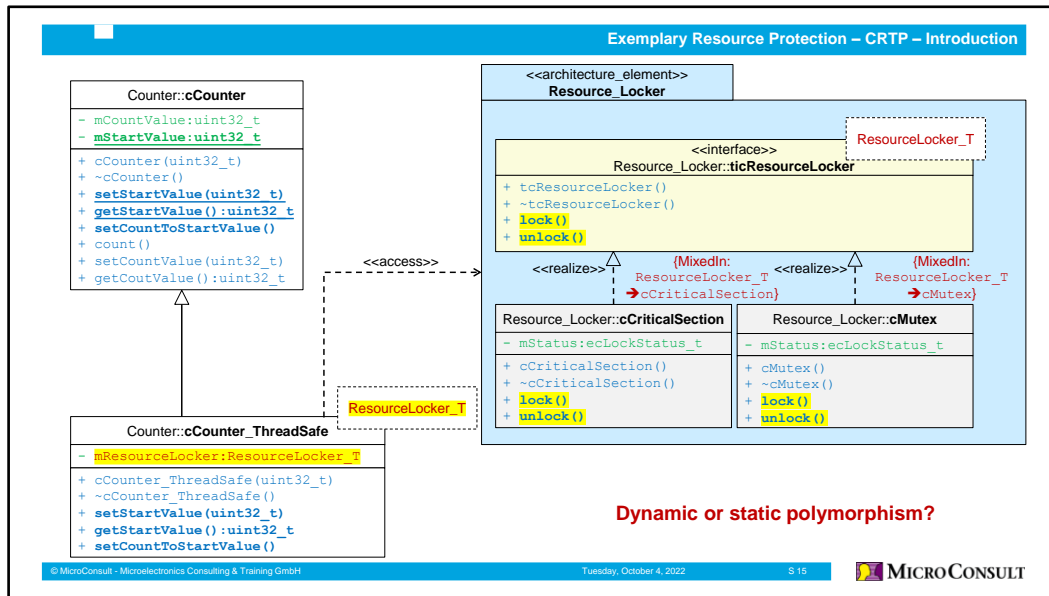 Exemplary Resource Protection – CRTP – Introduction
Counter::cCounter
- mCountValue:uint32_t
- mStartValue:uint32_t
+ cCounter(uint32_t)
+ ~cCounter()
+ setStartValue(uint32_t)
+ getStartValue():uint32_t
+ setCountToStartValue()
+ count()
+ setCountValue(uint32_t)
+ getCoutValue():uint32_t
<<access>>
<<architecture_element>>
Resource_Locker
ResourceLocker_T
<<interface>>
Resource_Locker::ticResourceLocker
+ tcResourceLocker()
+ ~tcResourceLocker()
+ lock()
+ unlock()
<<realize>>
{MixedIn:
ResourceLocker_T
➔cCriticalSection}
<<realize>>
{MixedIn:
ResourceLocker_T
➔cMutex}
Resource_Locker::cCriticalSection
- mStatus:ecLockStatus_t
+ cCriticalSection()
+ ~cCriticalSection()
+ lock()
+ unlock()
Resource_Locker::cMutex
- mStatus:ecLockStatus_t
+ cMutex()
+ ~cMutex()
+ lock()
+ unlock()
ResourceLocker_T
Counter::cCounter_ThreadSafe
- mResourceLocker:ResourceLocker_T
+ cCounter_ThreadSafe(uint32_t)
+ ~cCounter_ThreadSafe()
+ setStartValue(uint32_t)
+ getStartValue():uint32_t
+ setCountToStartValue()
Dynamic or static polymorphism?
© MicroConsult - Microelectronics Consulting & Training GmbH
Tuesday, October 4, 2022
S 15
MICROCONSULT